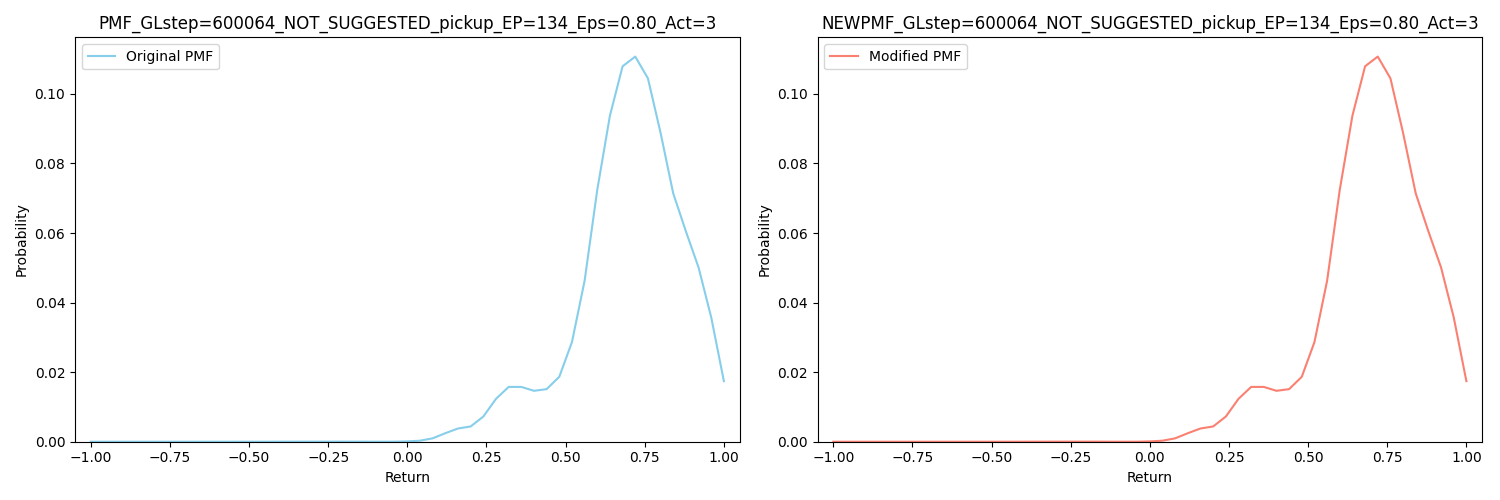 PMF_GLstep=600064_NOT_SUGGESTED_pickup_EP=134_Eps=0.80_Act=3
Original PMF
Probability
0.10
0.08
0.06
0.04
0.02
0.00
−1.00 −0.75 −0.50 −0.25 0.00 0.25 0.50 0.75 1.00
Return
NEWPMF_GLstep=600064_NOT_SUGGESTED_pickup_EP=134_Eps=0.80_Act=3
Modified PMF
Probability
0.10
0.08
0.06
0.04
0.02
0.00
−1.00 −0.75 −0.50 −0.25 0.00 0.25 0.50 0.75 1.00
Return